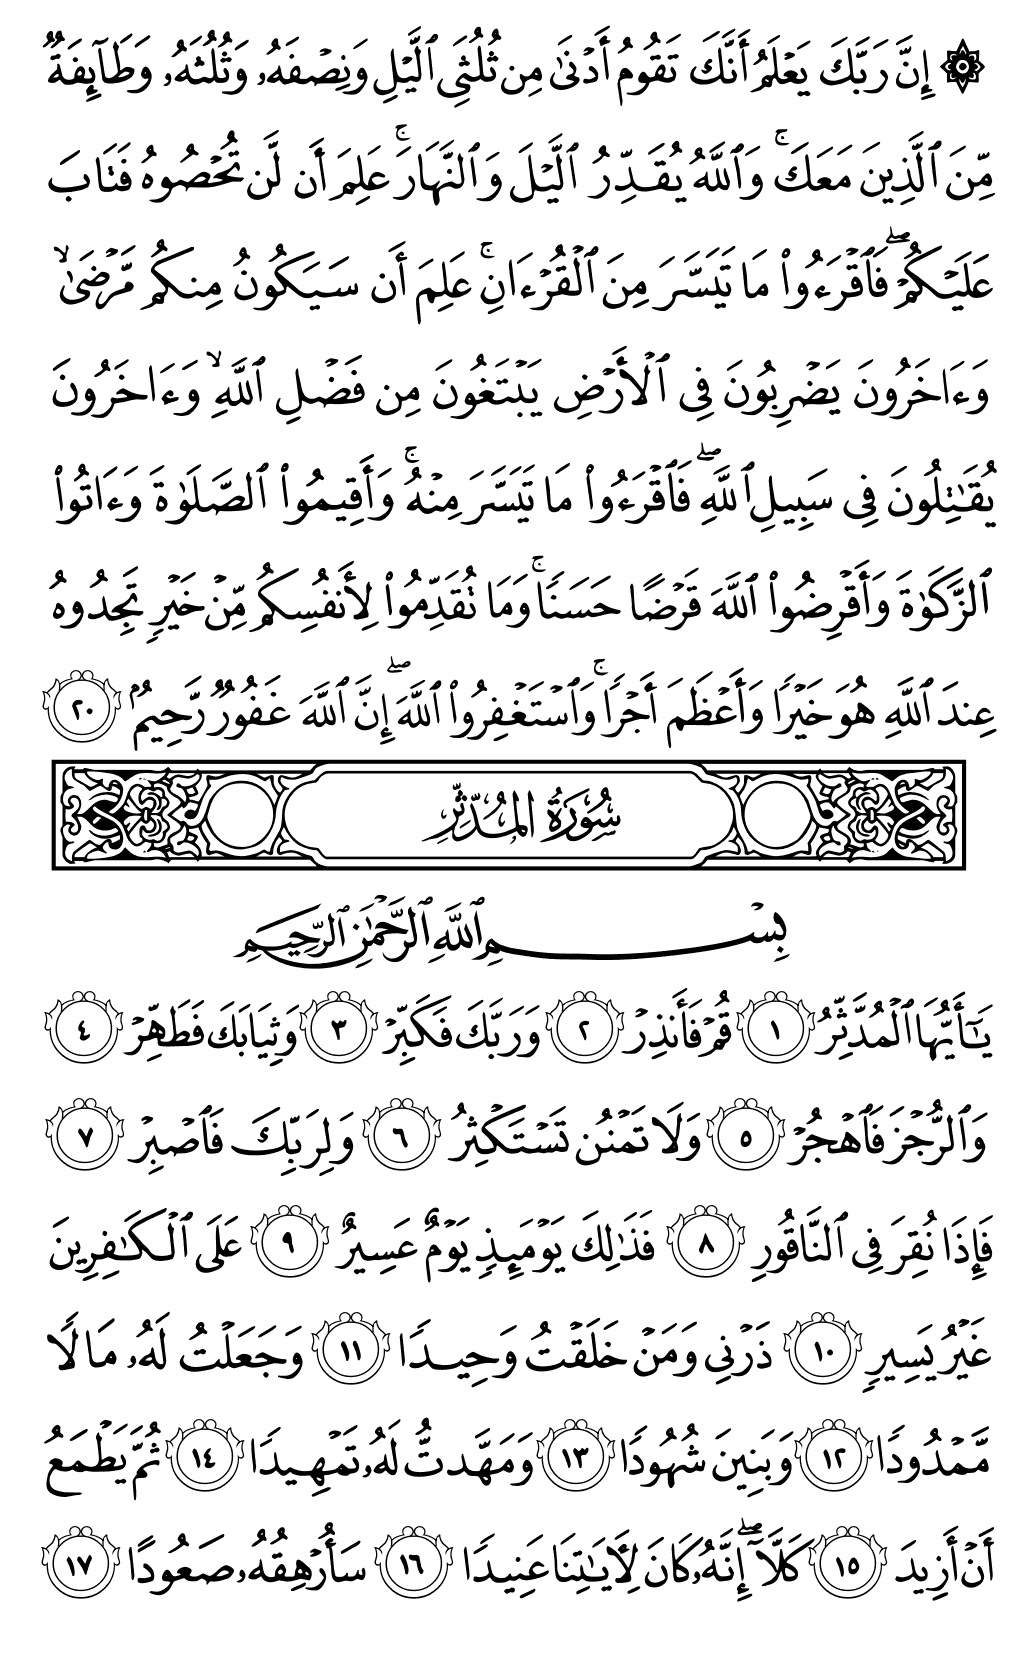 ۞ إِنَّ رَبَّكَ يَعۡلَمُ أَنَّكَ تَقُومُ أَدۡنَىٰ مِن ثُلُثَيِ ٱلَّيۡلِ وَنِصۡفَهُۥ وَثُلُثَهُۥ وَطَآئِفَةٞ
مِّنَ ٱلَّذِينَ مَعَكَۚ وَٱللَّهُ يُقَدِّرُ ٱلَّيۡلَ وَٱلنَّهَارَۚ عَلِمَ أَن لَّن تُحۡصُوهُ فَتَابَ
عَلَيۡكُمۡۖ فَٱقۡرَءُواْ مَا تَيَسَّرَ مِنَ ٱلۡقُرۡءَانِۚ عَلِمَ أَن سَيَكُونُ مِنكُم مَّرۡضَىٰ ۙ
وَءَاخَرُونَ يَضۡرِبُونَ فِي ٱلۡأَرۡضِ يَبۡتَغُونَ مِن فَضۡلِ ٱللَّهِ ۙ وَءَاخَرُونَ
يُقَٰتِلُونَ فِي سَبِيلِ ٱللَّهِۖ فَٱقۡرَءُواْ مَا تَيَسَّرَ مِنۡهُۚ وَأَقِيمُواْ ٱلصَّلَوٰةَ وَءَاتُواْ
ٱلزَّكَوٰةَ وَأَقۡرِضُواْ ٱللَّهَ قَرۡضًا حَسَنٗاۚ وَمَا تُقَدِّمُواْ لِأَنفُسِكُم مِّنۡ خَيۡرٖ تَجِدُوهُ
عِندَ ٱللَّهِ هُوَ خَيۡرٗا وَأَعۡظَمَ أَجۡرٗاۚ وَٱسۡتَغۡفِرُواْ ٱللَّهَۖ إِنَّ ٱللَّهَ غَفُورٞ رَّحِيمُۢ ٢٠
سُورَةُ المُدَّثِّرِ
بِسۡمِ ٱللَّهِ ٱلرَّحۡمَٰنِ ٱلرَّحِيمِ
يَٰٓأَيُّهَا ٱلۡمُدَّثِّرُ ١ قُمۡ فَأَنذِرۡ ٢ وَرَبَّكَ فَكَبِّرۡ ٣ وَثِيَابَكَ فَطَهِّرۡ ٤
وَٱلرُّجۡزَ فَٱهۡجُرۡ ٥ وَلَا تَمۡنُن تَسۡتَكۡثِرُ ٦ وَلِرَبِّكَ فَٱصۡبِرۡ ٧
فَإِذَا نُقِرَ فِي ٱلنَّاقُورِ ٨ فَذَٰلِكَ يَوۡمَئِذٖ يَوۡمٌ عَسِيرٌ ٩ عَلَى ٱلۡكَٰفِرِينَ
غَيۡرُ يَسِيرٖ ١٠ ذَرۡنِي وَمَنۡ خَلَقۡتُ وَحِيدٗا ١١ وَجَعَلۡتُ لَهُۥ مَالٗا
مَّمۡدُودٗا ١٢ وَبَنِينَ شُهُودٗا ١٣ وَمَهَّدتُّ لَهُۥ تَمۡهِيدٗا ١٤ ثُمَّ يَطۡمَعُ
أَنۡ أَزِيدَ ١٥ كَلَّآۖ إِنَّهُۥ كَانَ لِأٓيَٰتِنَا عَنِيدٗا ١٦ سَأُرۡهِقُهُۥ صَعُودًا ١٧